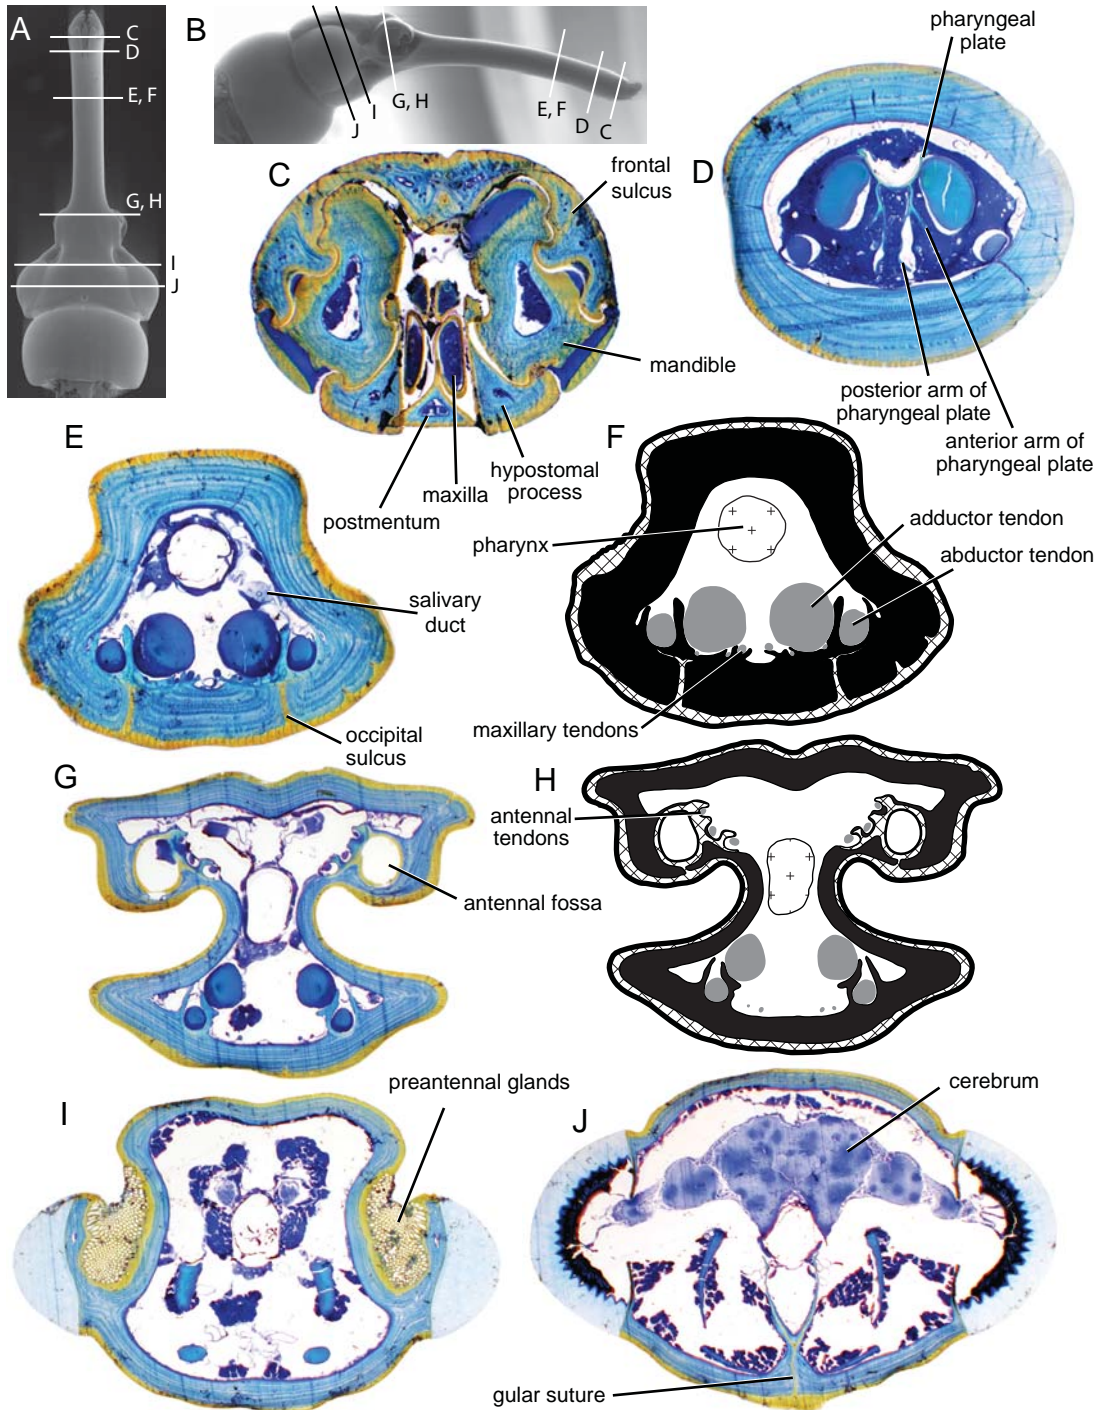 A
C
D
E, F
G, H
I
J
B
J
I
G, H
E, F
D
C
pharyngeal
plate
C
frontal
sulcus
mandible
hypostomal
process
maxilla
postmentum
D
posterior arm of
pharyngeal plate
anterior arm of
pharyngeal plate
E
salivary
duct
occipital
sulcus
F
pharynx
adductor tendon
abductor tendon
maxillary tendons
G
antennal fossa
H
antennal
tendons
I
preantennal glands
J
cerebrum
gular suture